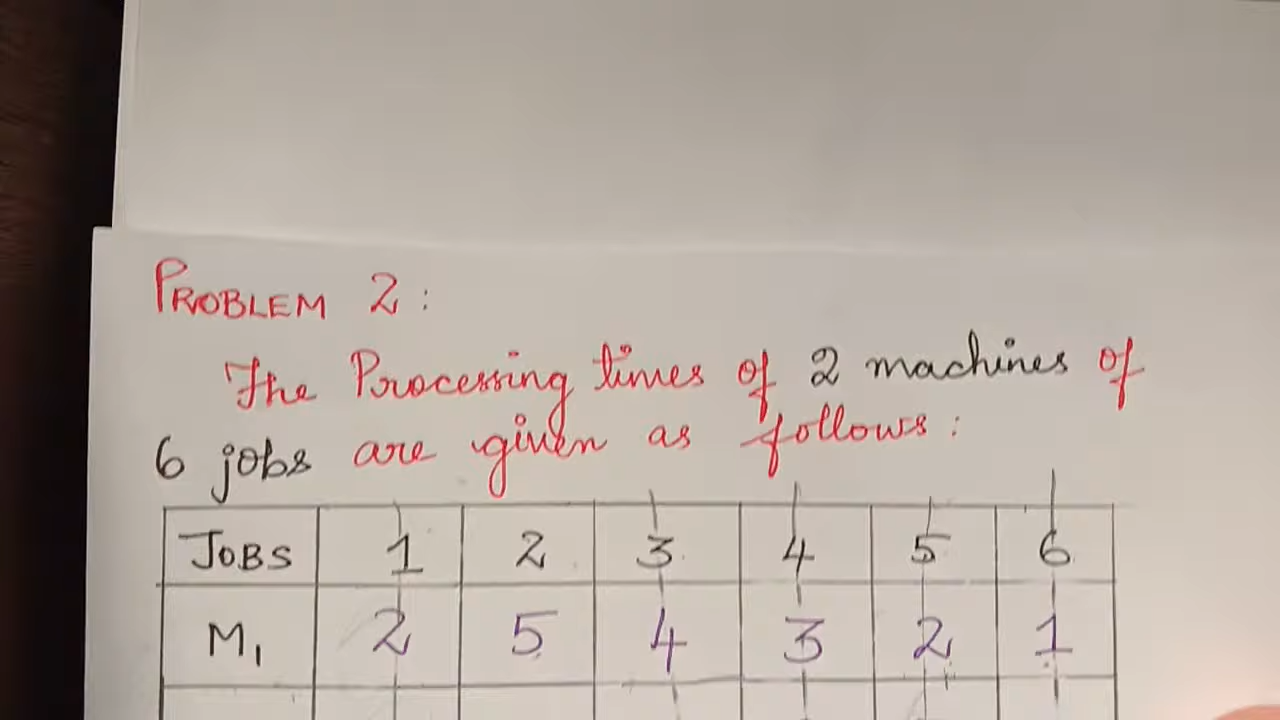 PROBLEM 2 :
The Processing times of 2 machines of
6 jobs are given as follows :
JOBS 1 2 3 4 5 6
M1 2 5 4 3 2 1